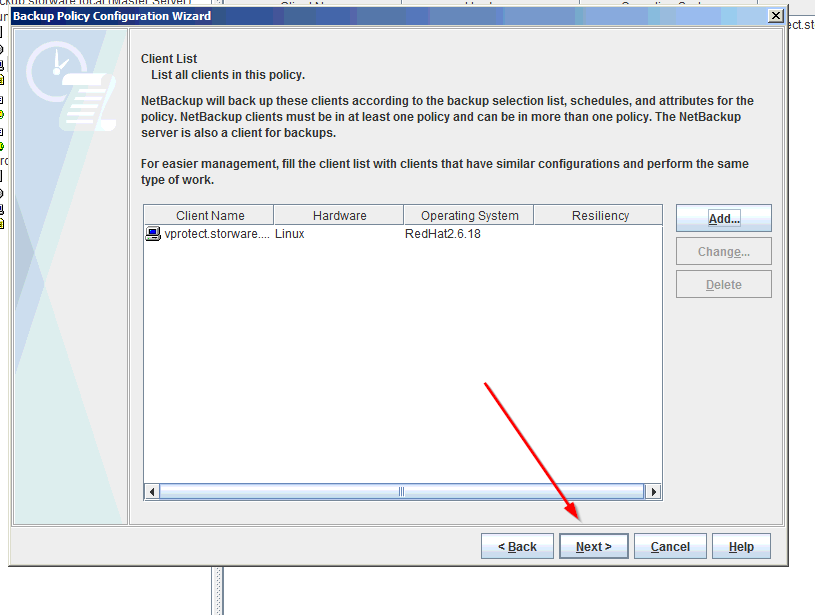 Backup Policy Configuration Wizard
ect.st
Client List
List all clients in this policy.
NetBackup will back up these clients according to the backup selection list, schedules, and attributes for the
policy. NetBackup clients must be in at least one policy and can be in more than one policy. The NetBackup
server is also a client for backups.
For easier management, fill the client list with clients that have similar configurations and perform the same
type of work.
Client Name Hardware Operating System Resiliency
vprotect.storware.... Linux RedHat2.6.18
Add...
Change...
Delete
< Back Next > Cancel Help